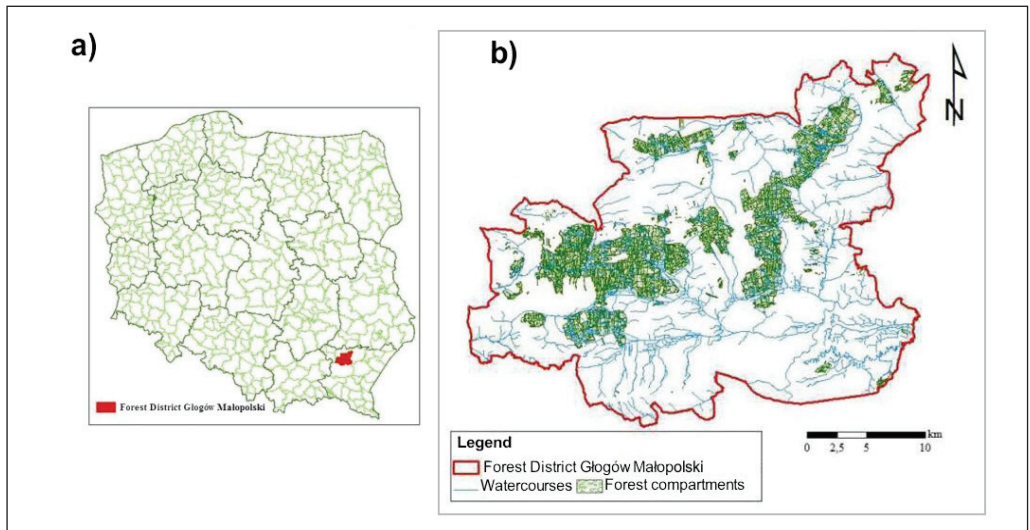 a)
Forest District Głogów Małopolski
b)
N
km
0 2,5 5 10
Legend
Forest District Głogów Małopolski
Watercourses Forest compartments